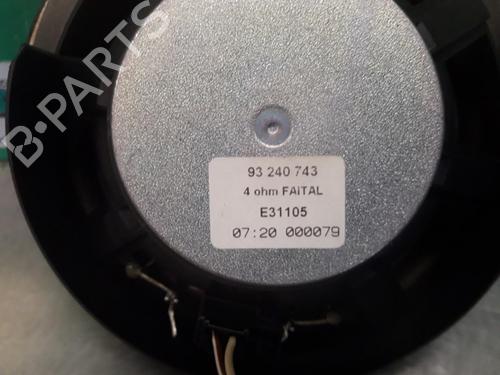 B-PARTS
93 240 743
4 ohm FAITAL
E31105
07:20 000079